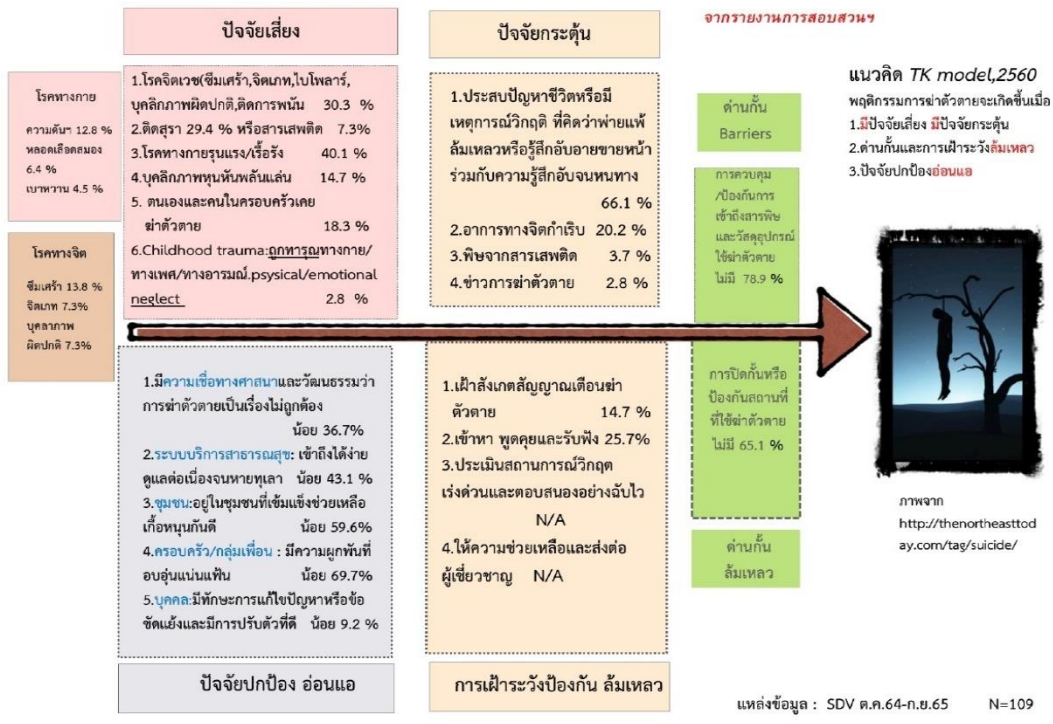 จากรายงานการสอบสวนฯ
ปัจจัยเสี่ยง
ปัจจัยกระตุ้น
โรคทางกาย
ความดันฯ 12.8 %
หลอดเลือดสมอง
6.4 %
เบาหวาน 4.5 %
โรคทางจิต
ซึมเศร้า 13.8 %
จิตเภท 7.3%
บุคลาภาพ
ผิดปกติ 7.3%
1.โรคจิตเวช(ซึมเศร้า,จิตเภท,ไบโพลาร์,
บุคลิกภาพผิดปกติ,ติดการพนัน 30.3 %
2.ติดสุรา 29.4 % หรือสารเสพติด 7.3%
3.โรคทางกายรุนแรง/เรื้อรัง 40.1 %
4.บุคลิกภาพหุนหันพลันแล่น 14.7 %
5. ตนเองและคนในครอบครัวเคย
ฆ่าตัวตาย 18.3 %
6.Childhood trauma:ถูกทารุณทางกาย/
ทางเพศ/ทางอารมณ์.psysical/emotional
neglect 2.8 %
1.ประสบปัญหาชีวิตหรือมี
เหตุการณ์วิกฤติ ที่คิดว่าพ่ายแพ้
ล้มเหลวหรือรู้สึกอับอายขายหน้า
ร่วมกับความรู้สึกอับจนหนทาง
66.1 %
2.อาการทางจิตกำเริบ 20.2 %
3.พิษจากสารเสพติด 3.7 %
4.ข่าวการฆ่าตัวตาย 2.8 %
ด่านกั้น
Barriers
การควบคุม
/ป้องกันการ
เข้าถึงสารพิษ
และวัสดุอุปกรณ์
ใช้ฆ่าตัวตาย
ไม่มี 78.9 %
แนวคิด TK model,2560
พฤติกรรมการฆ่าตัวตายจะเกิดขึ้นเมื่อ
1.มีปัจจัยเสี่ยง มีปัจจัยกระตุ้น
2.ด่านกั้นและการเฝ้าระวังล้มเหลว
3.ปัจจัยปกป้องอ่อนแอ
1.มีความเชื่อทางศาสนาและวัฒนธรรมว่า
การฆ่าตัวตายเป็นเรื่องไม่ถูกต้อง
น้อย 36.7%
2.ระบบบริการสาธารณสุข: เข้าถึงได้ง่าย
ดูแลต่อเนื่องจนหายทุเลา น้อย 43.1 %
3.ชุมชน:อยู่ในชุมชนที่เข้มแข็งช่วยเหลือ
เกื้อหนุนกันดี น้อย 59.6%
4.ครอบครัว/กลุ่มเพื่อน : มีความผูกพันที่
อบอุ่นแน่นแฟ้น น้อย 69.7%
5.บุคคล:มีทักษะการแก้ไขปัญหาหรือข้อ
ขัดแย้งและมีการปรับตัวที่ดี น้อย 9.2 %
1.เฝ้าสังเกตสัญญาณเตือนฆ่า
ตัวตาย 14.7 %
2.เข้าหา พูดคุยและรับฟัง 25.7%
3.ประเมินสถานการณ์วิกฤต
เร่งด่วนและตอบสนองอย่างฉับไว
N/A
4.ให้ความช่วยเหลือและส่งต่อ
ผู้เชี่ยวชาญ N/A
การปิดกั้นหรือ
ป้องกันสถานที่
ที่ใช้ฆ่าตัวตาย
ไม่มี 65.1 %
ด่านกั้น
ล้มเหลว
ภาพจาก
http://thenortheasttod
ay.com/tag/suicide/
ปัจจัยปกป้อง อ่อนแอ
การเฝ้าระวังป้องกัน ล้มเหลว
แหล่งข้อมูล : SDV ต.ค.64-ก.ย.65 N=109